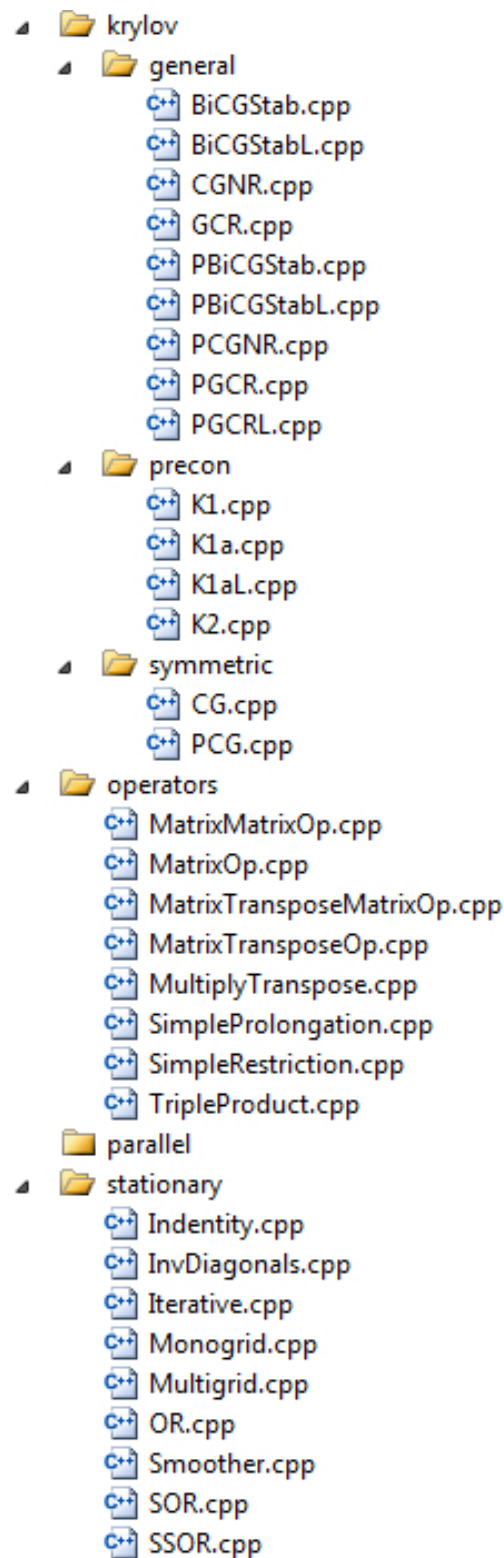 krylov
general
C++ BiCGStab.cpp
C++ BiCGStabL.cpp
C++ CGNR.cpp
C++ GCR.cpp
C++ PBiCGStab.cpp
C++ PBiCGStabL.cpp
C++ PCGNR.cpp
C++ PGCR.cpp
C++ PGCRL.cpp
precon
C++ K1.cpp
C++ K1a.cpp
C++ K1aL.cpp
C++ K2.cpp
symmetric
C++ CG.cpp
C++ PCG.cpp
operators
C++ MatrixMatrixOp.cpp
C++ MatrixOp.cpp
C++ MatrixTransposeMatrixOp.cpp
C++ MatrixTransposeOp.cpp
C++ MultiplyTranspose.cpp
C++ SimpleProlongation.cpp
C++ SimpleRestriction.cpp
C++ TripleProduct.cpp
parallel
stationary
C++ Indentity.cpp
C++ InvDiagonals.cpp
C++ Iterative.cpp
C++ Monogrid.cpp
C++ Multigrid.cpp
C++ OR.cpp
C++ Smoother.cpp
C++ SOR.cpp
C++ SSOR.cpp